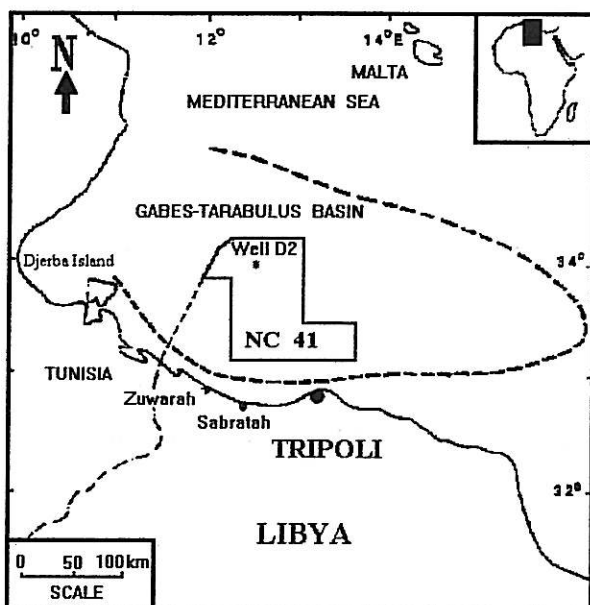 10° 12° 14°E
N
MALTA
MEDITERRANEAN SEA
GABES-TARABULUS BASIN
Well D2
34°
Djerba Island
NC 41
TUNISIA
Zuwarah
Sabratah
TRIPOLI
32°
LIBYA
0 50 100km
SCALE